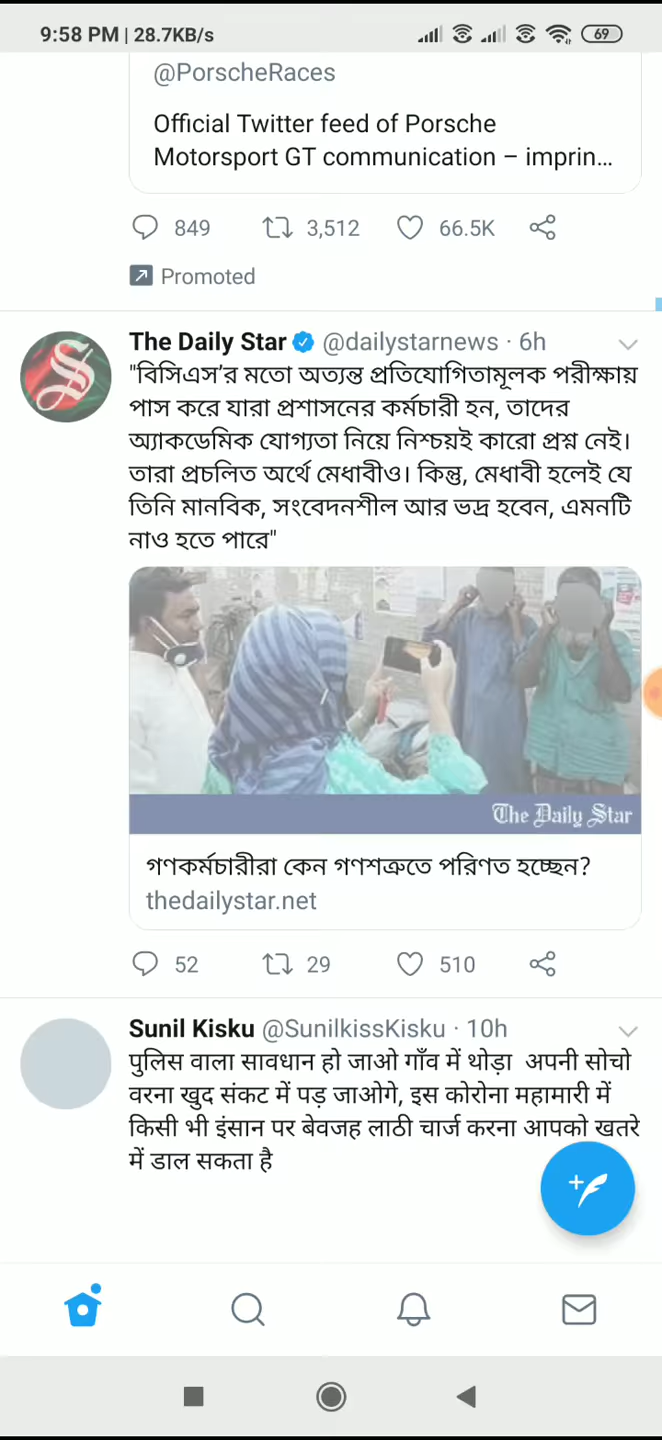 9:58 PM | 28.7KB/s
69
@PorscheRaces
Official Twitter feed of Porsche
Motorsport GT communication – imprin...
849 3,512 66.5K
Promoted
The Daily Star @dailystarnews · 6h
"বিসিএস’র মতো অত্যন্ত প্রতিযোগিতামূলক পরীক্ষায়
পাস করে যারা প্রশাসনের কর্মচারী হন, তাদের
অ্যাকডেমিক যোগ্যতা নিয়ে নিশ্চয়ই কারো প্রশ্ন নেই।
তারা প্রচলিত অর্থে মেধাবীও। কিন্তু, মেধাবী হলেই যে
তিনি মানবিক, সংবেদনশীল আর ভদ্র হবেন, এমনটি
নাও হতে পারে"
The Daily Star
গণকর্মচারীরা কেন গণশত্রুতে পরিণত হচ্ছেন?
thedailystar.net
52 29 510
Sunil Kisku @SunilkissKisku · 10h
पुलिस वाला सावधान हो जाओ गाँव में थोड़ा अपनी सोचो
वरना खुद संकट में पड़ जाओगे, इस कोरोना महामारी में
किसी भी इंसान पर बेवजह लाठी चार्ज करना आपको खतरे
में डाल सकता है